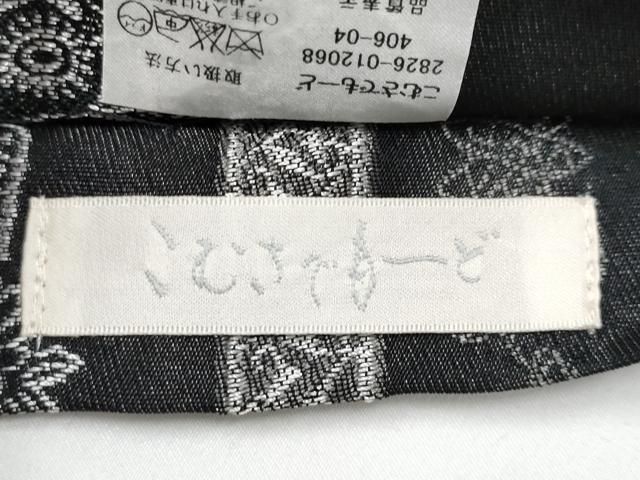 こむさでもーど
こむさでもーど
2826-012068
406-04
取扱い方法
品質表示